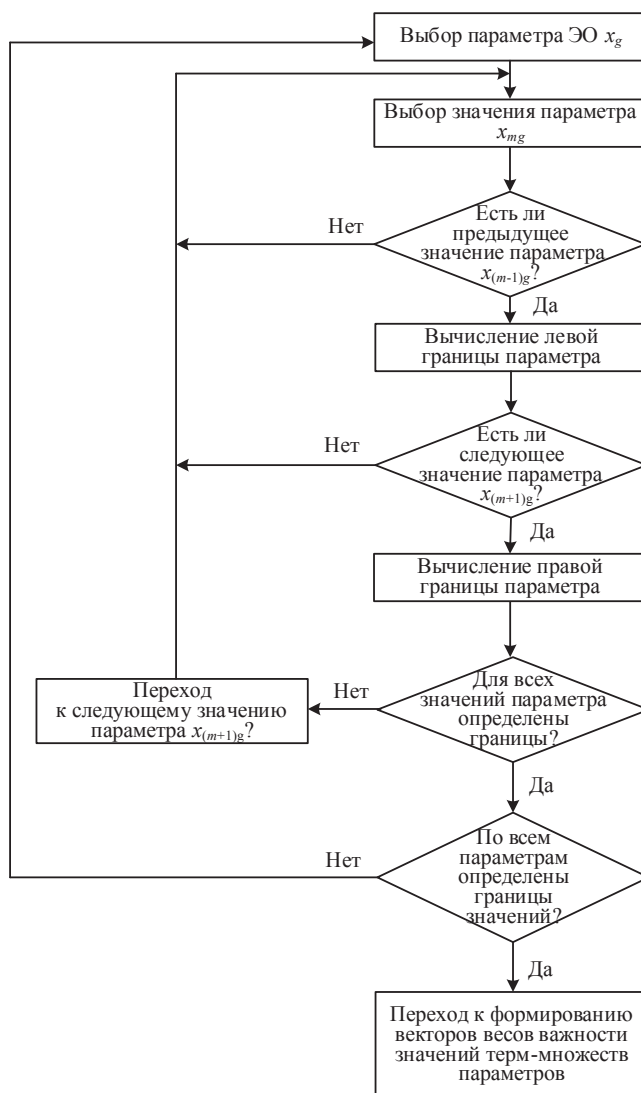 Выбор параметра ЭО x_g
Выбор значения параметра
x_{mg}
Есть ли
предыдущее
значение параметра
x_{(m-1)g}?
Нет
Да
Вычисление левой
границы параметра
Есть ли
следующее
значение параметра
x_{(m+1)g}?
Нет
Да
Вычисление правой
границы параметра
Для всех
значений параметра
определены
границы?
Нет
Переход
к следующему значению
параметра x_{(m+1)g}?
Да
По всем
параметрам
определены
границы
значений?
Нет
Да
Переход к формированию
векторов весов важности
значений терм-множеств
параметров